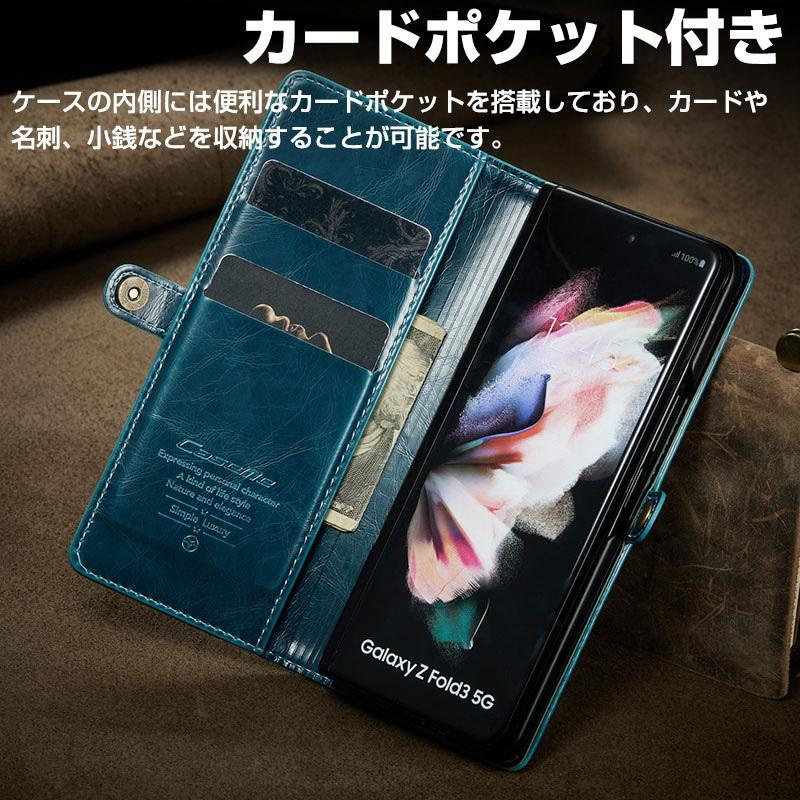 カードポケット付き
ケースの内側には便利なカードポケットを搭載しており、カードや
名刺、小銭などを収納することが可能です。
100%
12:45
Caseme
Expressing personal character
A kind of life style
Nature and elegance
Simple Luxury
Galaxy Z Fold3 5G